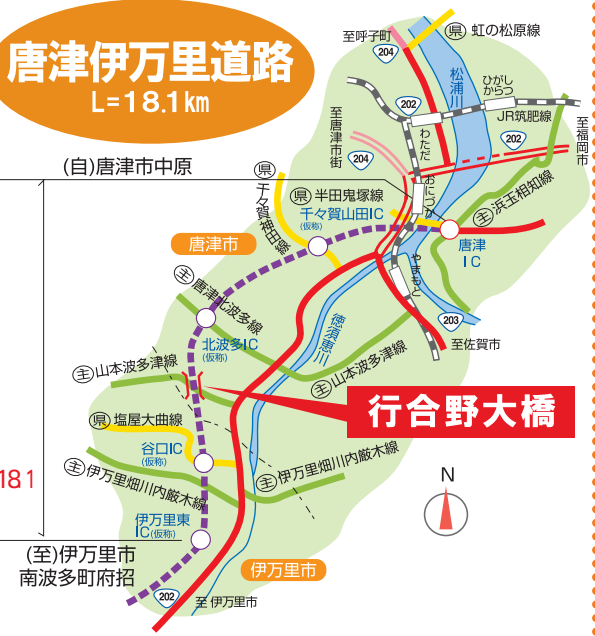 唐津伊万里道路
L=18.1km
至呼子町
204
県 虹の松原線
松浦川
ひがし
からつ
JR筑肥線
202
わただ
202
至福岡市
至唐津市街
204
(自)唐津市中原
県
千々賀神田線
県 半田鬼塚線
おにづか
千々賀山田IC
(仮称)
主 浜玉相知線
唐津
IC
唐津市
やまもと
主 唐津北波多線
徳須恵川
203
至佐賀市
北波多IC
(仮称)
主 山本波多津線
主 山本波多津線
行合野大橋
県 塩屋大曲線
谷口IC
(仮称)
主 伊万里畑川内厳木線
主 伊万里畑川内厳木線
18.1
N
伊万里東
IC(仮称)
(至)伊万里市
南波多町府招
伊万里市
202
至 伊万里市